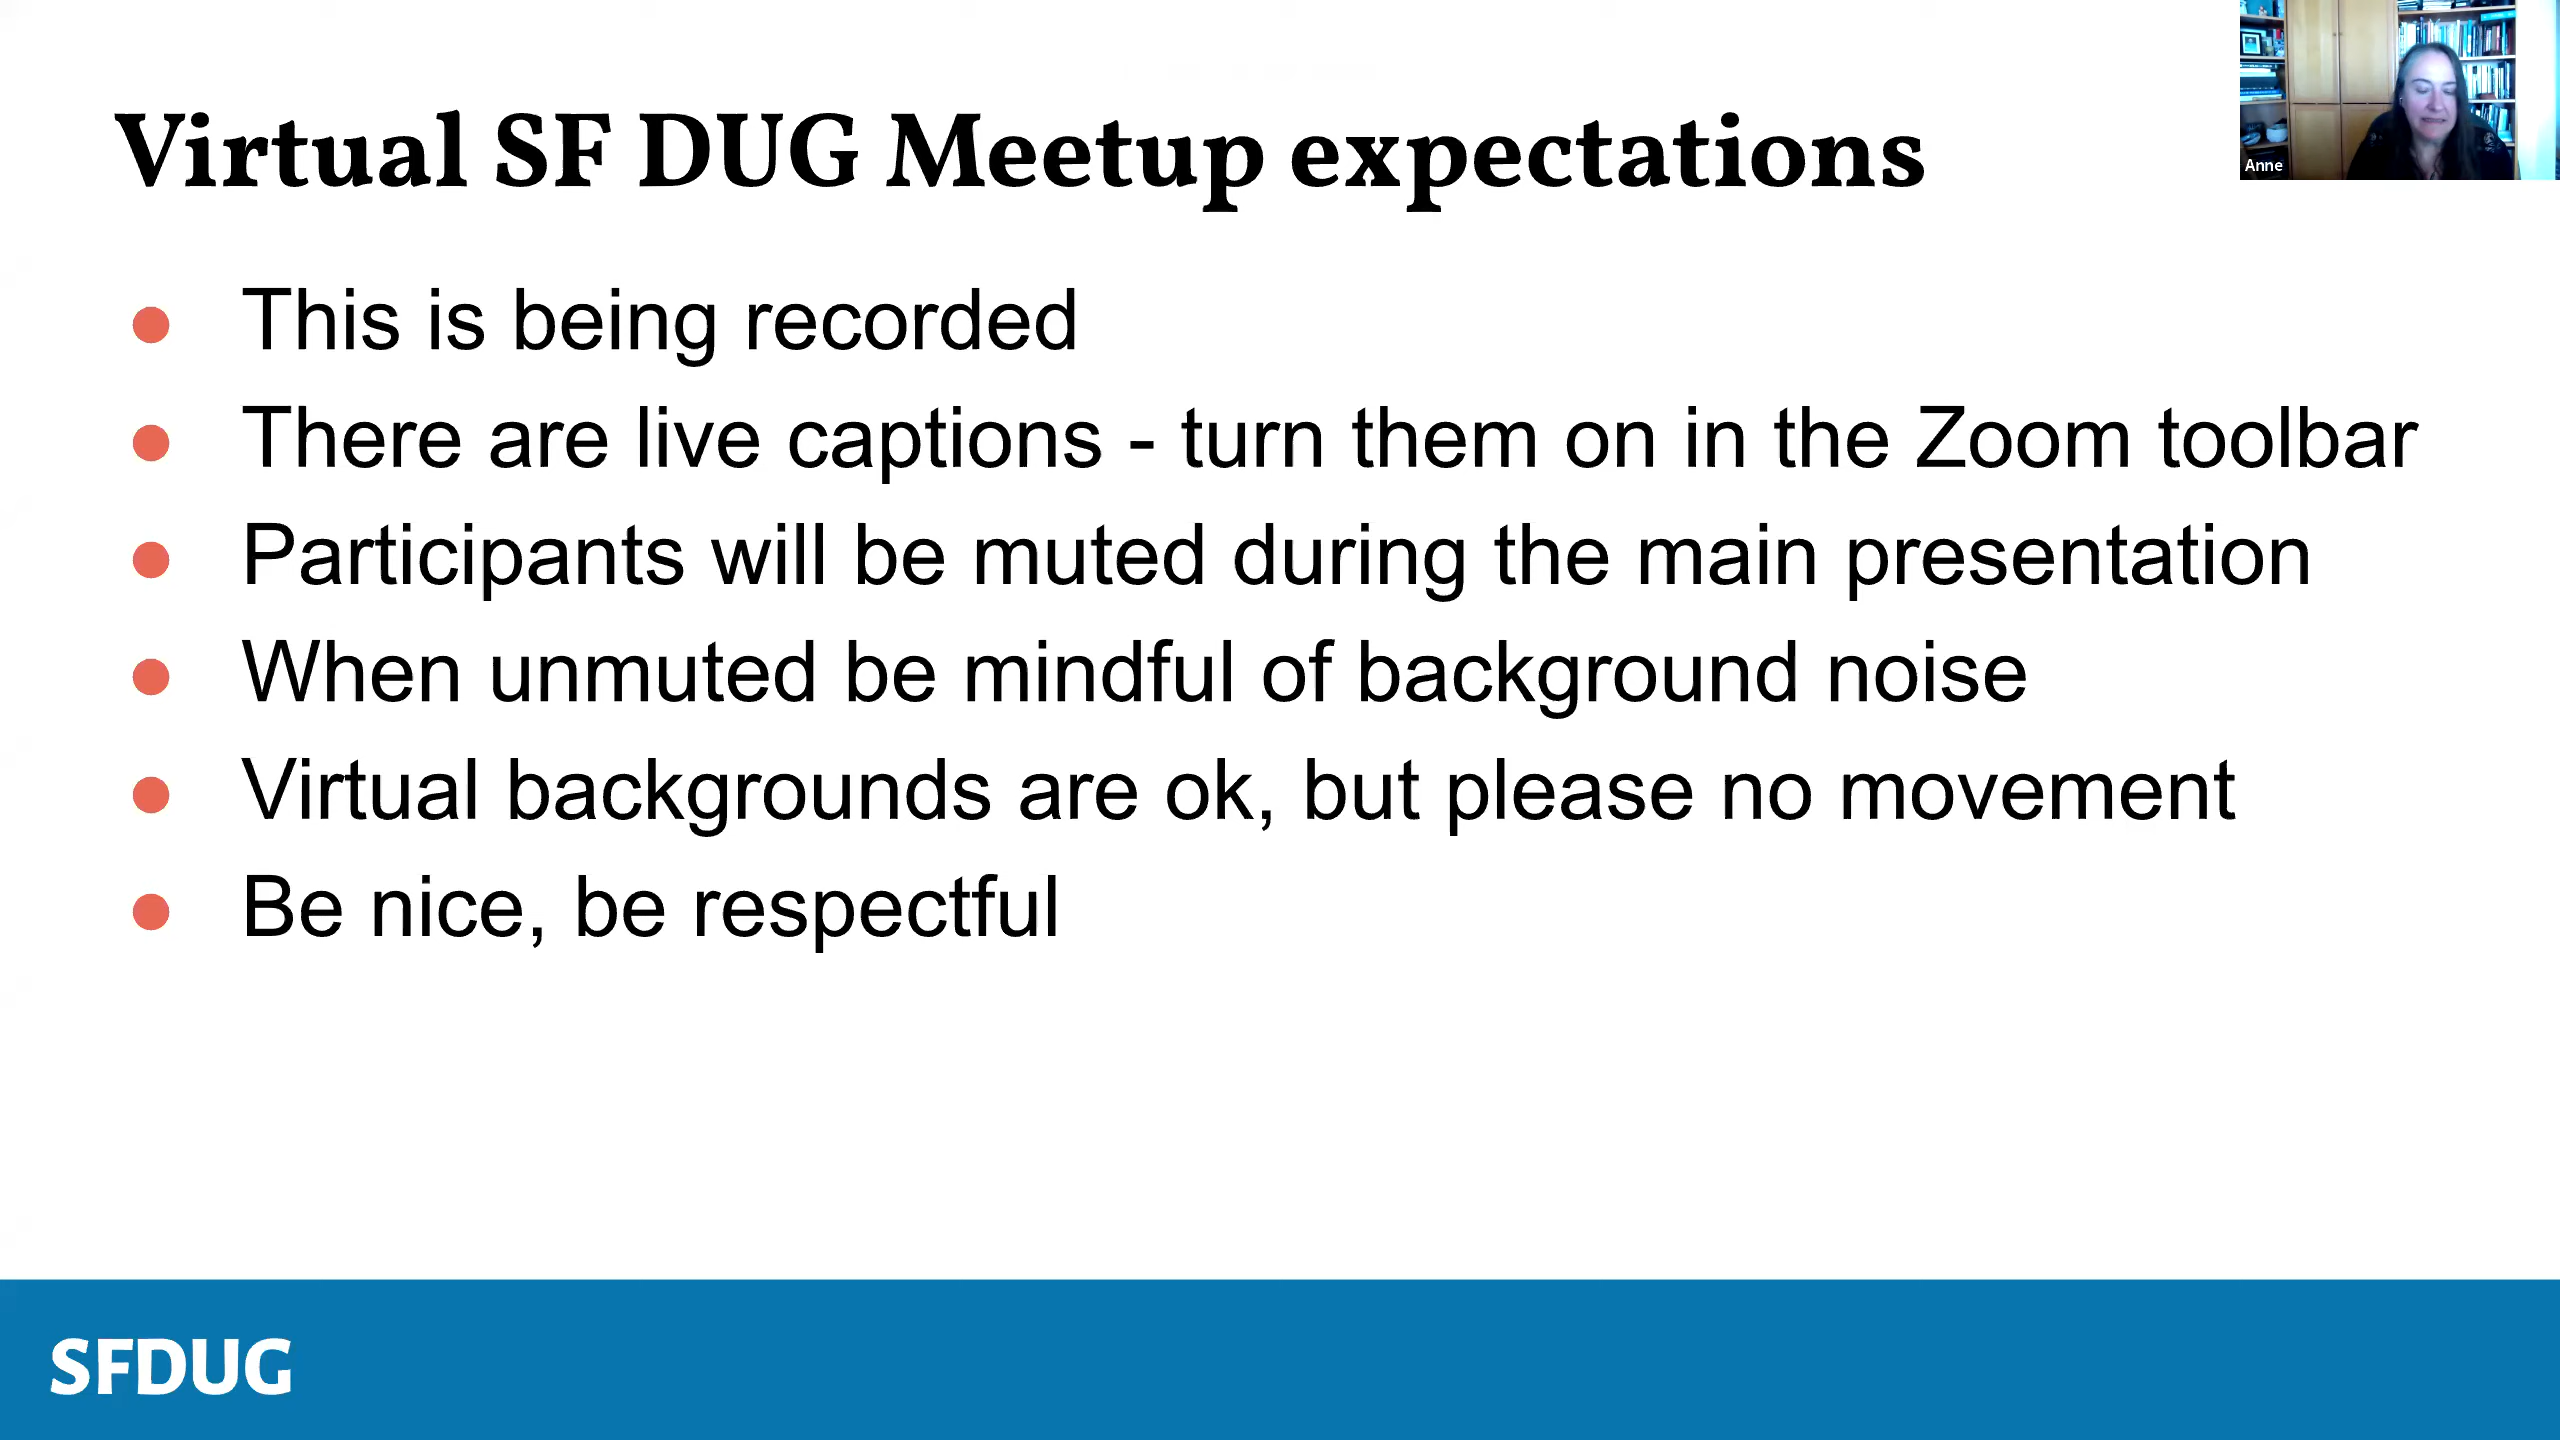 Virtual SF DUG Meetup expectations
Anne
● This is being recorded
● There are live captions - turn them on in the Zoom toolbar
● Participants will be muted during the main presentation
● When unmuted be mindful of background noise
● Virtual backgrounds are ok, but please no movement
● Be nice, be respectful
SFDUG